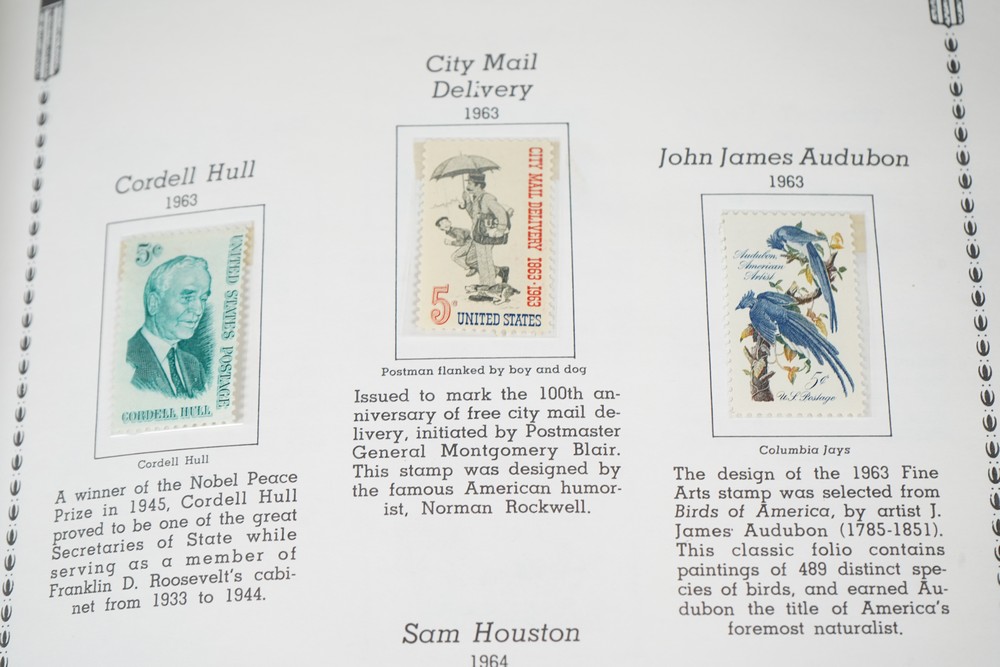 City Mail
Delivery
1963
CITY MAIL DELIVERY 1863-1963
5c
UNITED STATES
Postman flanked by boy and dog
Issued to mark the 100th an-
niversary of free city mail de-
livery, initiated by Postmaster
General Montgomery Blair.
This stamp was designed by
the famous American humor-
ist, Norman Rockwell.
Cordell Hull
1963
5c
UNITED STATES POSTAGE
CORDELL HULL
Cordell Hull
A winner of the Nobel Peace
Prize in 1945, Cordell Hull
proved to be one of the great
Secretaries of State while
serving as a member of
Franklin D. Roosevelt's cabi-
net from 1933 to 1944.
John James Audubon
1963
Audubon
American
Artist
5c
U.S. Postage
Columbia Jays
The design of the 1963 Fine
Arts stamp was selected from
Birds of America, by artist J.
James Audubon (1785-1851).
This classic folio contains
paintings of 489 distinct spe-
cies of birds, and earned Au-
dubon the title of America's
foremost naturalist.
Sam Houston
1964